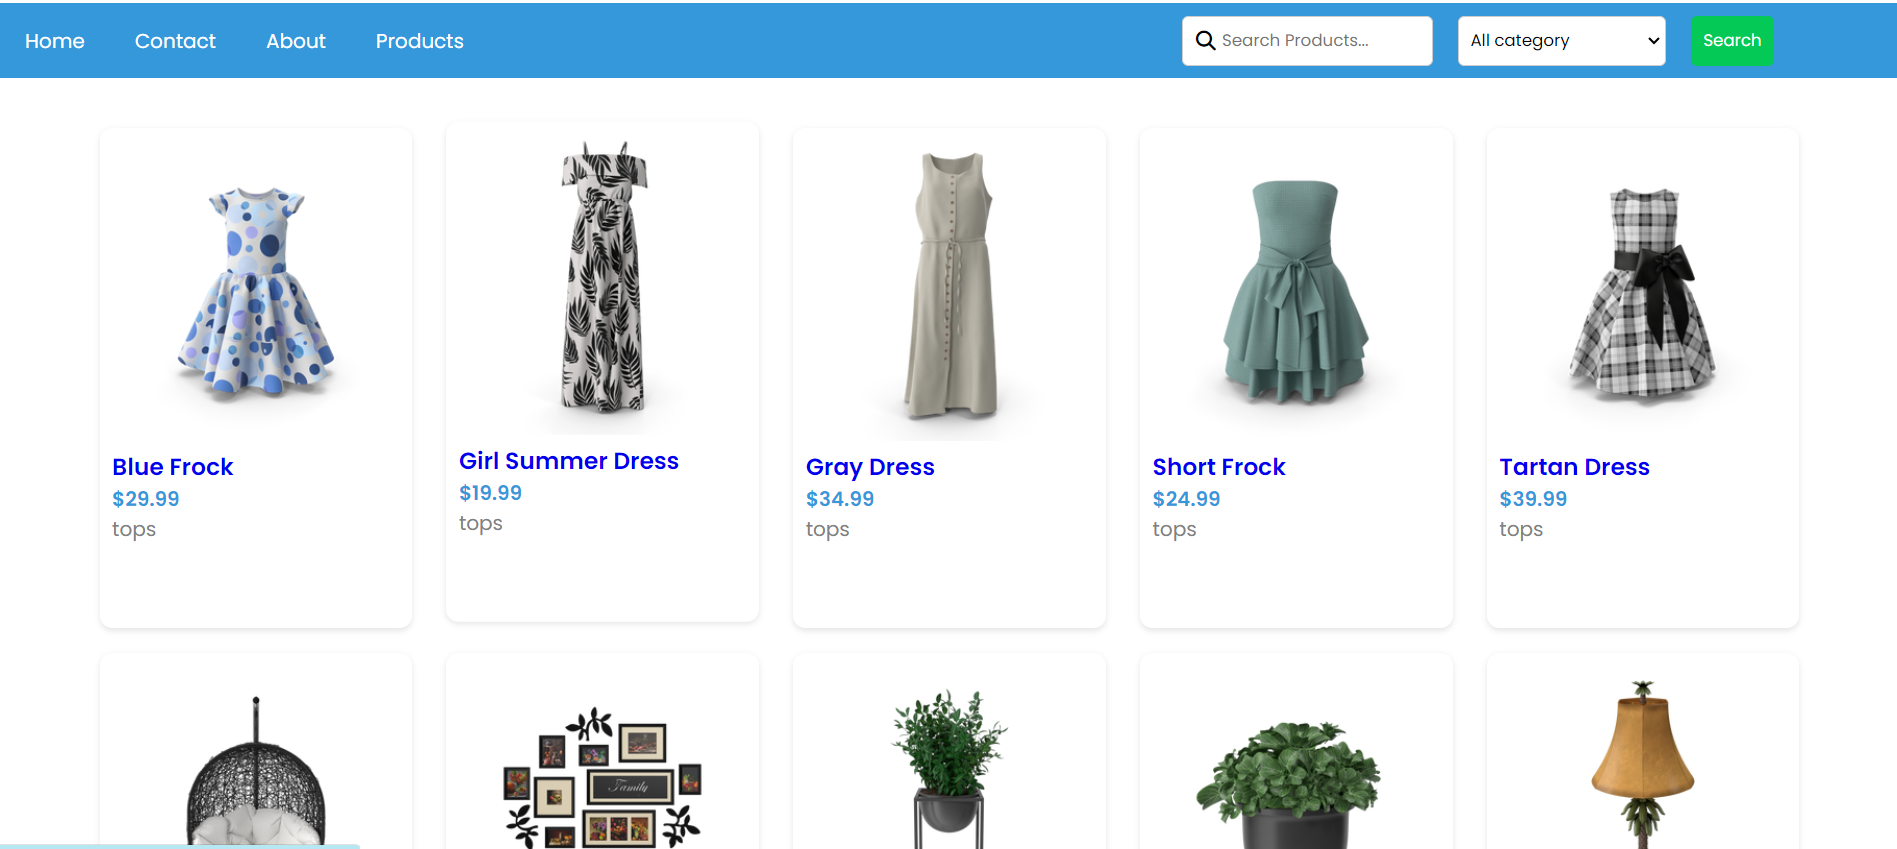 Home Contact About Products Search Products... All category Search
Blue Frock
$29.99
tops
Girl Summer Dress
$19.99
tops
Gray Dress
$34.99
tops
Short Frock
$24.99
tops
Tartan Dress
$39.99
tops
Family